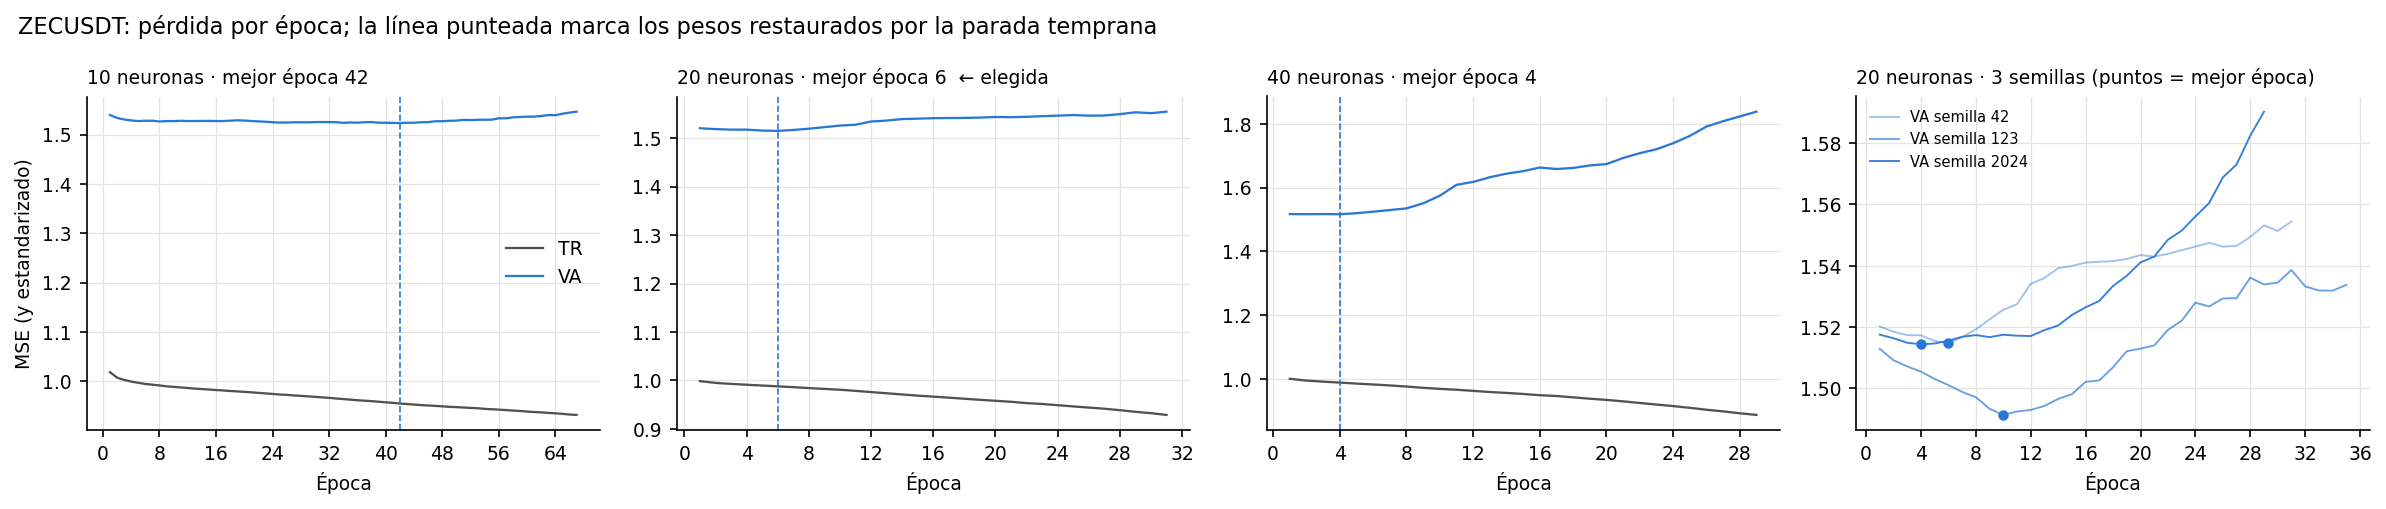 ZECUSDT: pérdida por época; la línea punteada marca los pesos restaurados por la parada temprana
10 neuronas · mejor época 42
MSE (y estandarizado)
1.5
1.4
1.3
1.2
1.1
1.0
TR
VA
0 8 16 24 32 40 48 56 64
Época
20 neuronas · mejor época 6 ← elegida
1.5
1.4
1.3
1.2
1.1
1.0
0.9
0 4 8 12 16 20 24 28 32
Época
40 neuronas · mejor época 4
1.8
1.6
1.4
1.2
1.0
0 4 8 12 16 20 24 28
Época
20 neuronas · 3 semillas (puntos = mejor época)
VA semilla 42
VA semilla 123
VA semilla 2024
1.58
1.56
1.54
1.52
1.50
0 4 8 12 16 20 24 28 32 36
Época